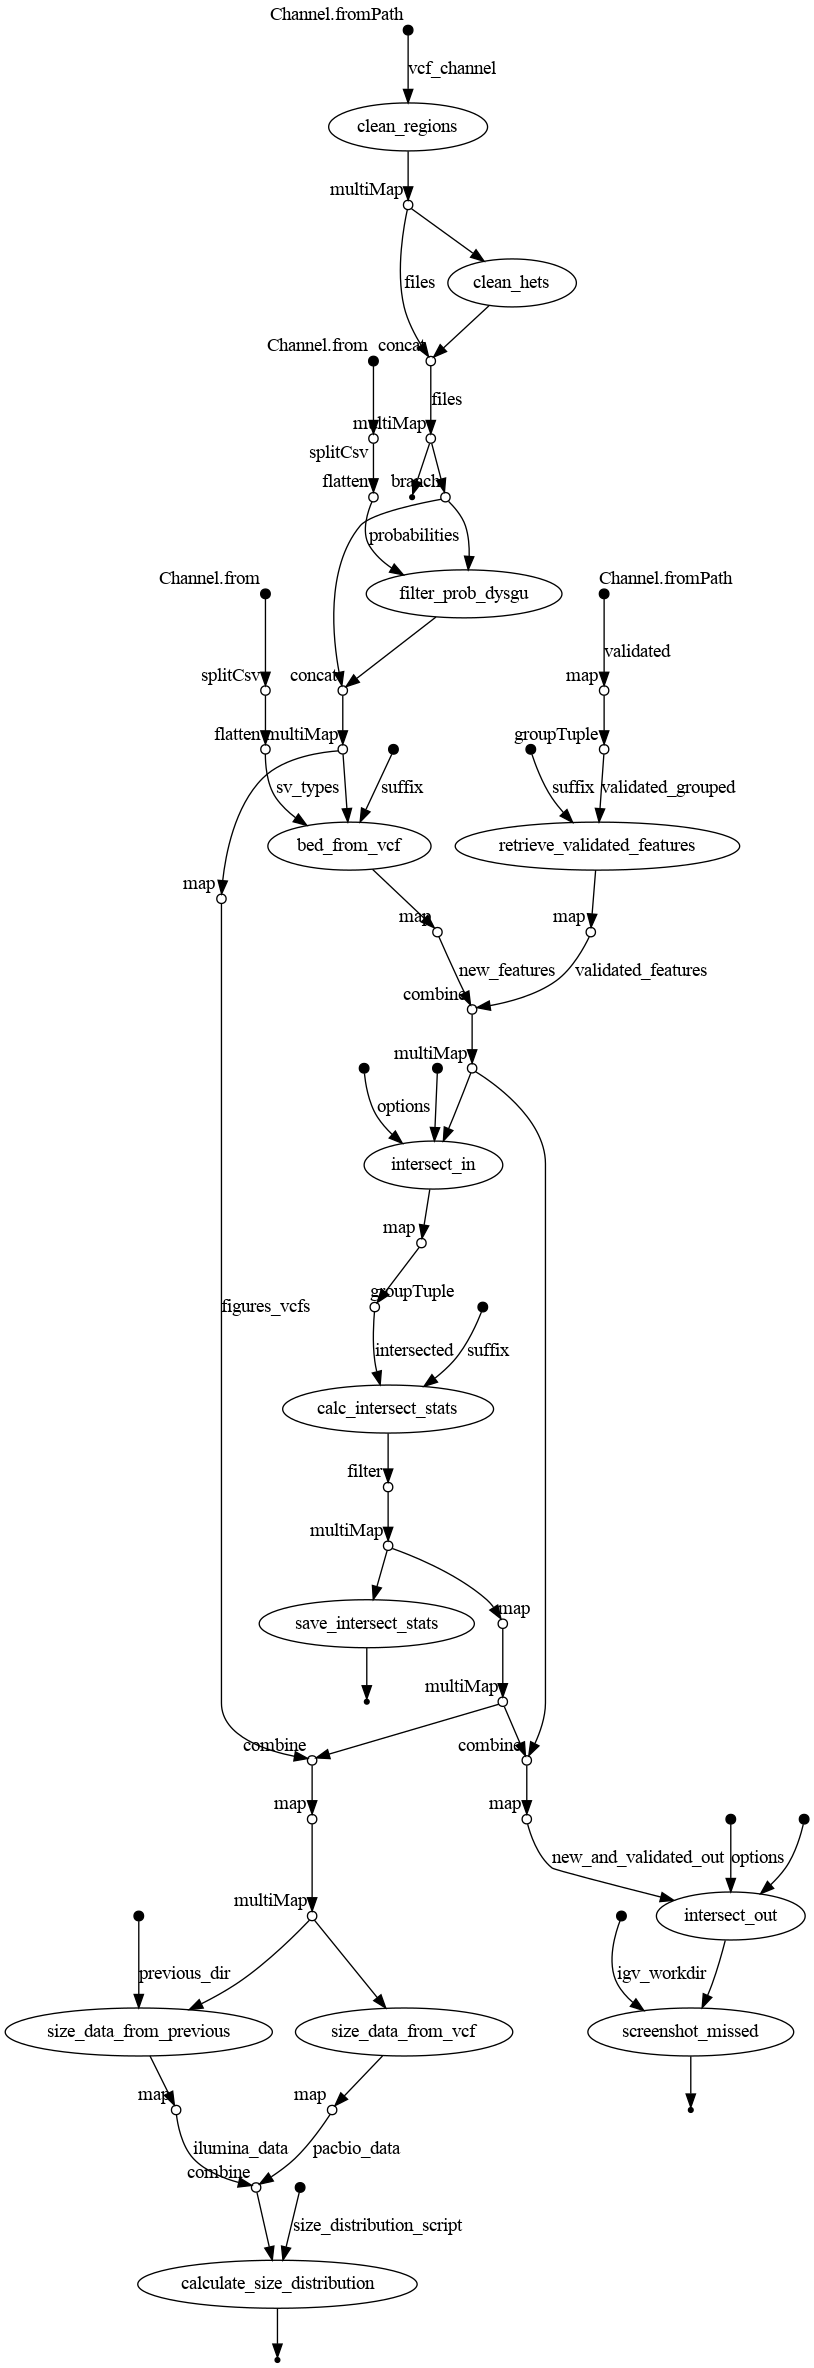 Channel.fromPath
vcf_channel
clean_regions
multiMap
files
clean_hets
Channel.from
concat
files
multiMap
splitCsv
flatten
branch
probabilities
filter_prob_dysgu
Channel.from
Channel.fromPath
validated
splitCsv
concat
map
flatten
multiMap
groupTuple
sv_types
suffix
suffix
validated_grouped
bed_from_vcf
retrieve_validated_features
map
map
map
new_features
validated_features
combine
multiMap
options
intersect_in
map
groupTuple
figures_vcfs
intersected
suffix
calc_intersect_stats
filter
multiMap
map
save_intersect_stats
multiMap
combine
combine
map
map
new_and_validated_out
options
multiMap
intersect_out
previous_dir
igv_workdir
size_data_from_previous
size_data_from_vcf
screenshot_missed
map
map
ilumina_data
pacbio_data
combine
size_distribution_script
calculate_size_distribution